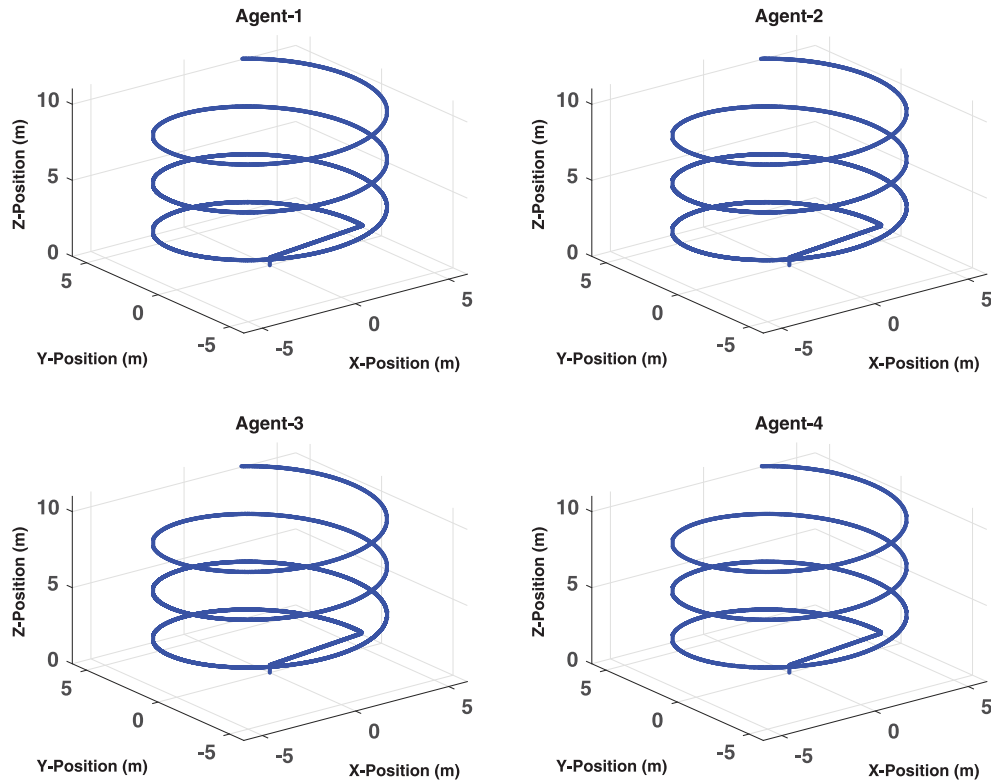 Agent-1
10
5
0
Z-Position (m)
5
0
-5
Y-Position (m)
-5
0
5
X-Position (m)
Agent-2
10
5
0
Z-Position (m)
5
0
-5
Y-Position (m)
-5
0
5
X-Position (m)
Agent-3
10
5
0
Z-Position (m)
5
0
-5
Y-Position (m)
-5
0
5
X-Position (m)
Agent-4
10
5
0
Z-Position (m)
5
0
-5
Y-Position (m)
-5
0
5
X-Position (m)